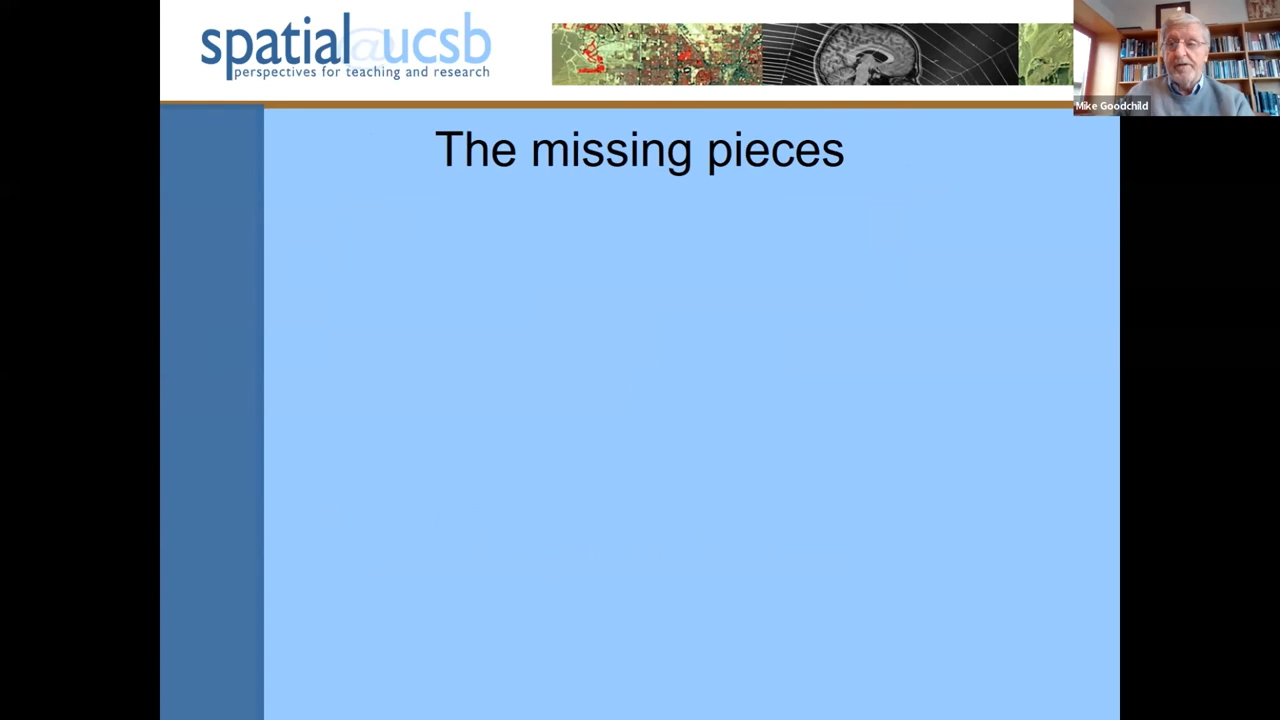 spatial@ucsb
perspectives for teaching and research
Mike Goodchild
The missing pieces